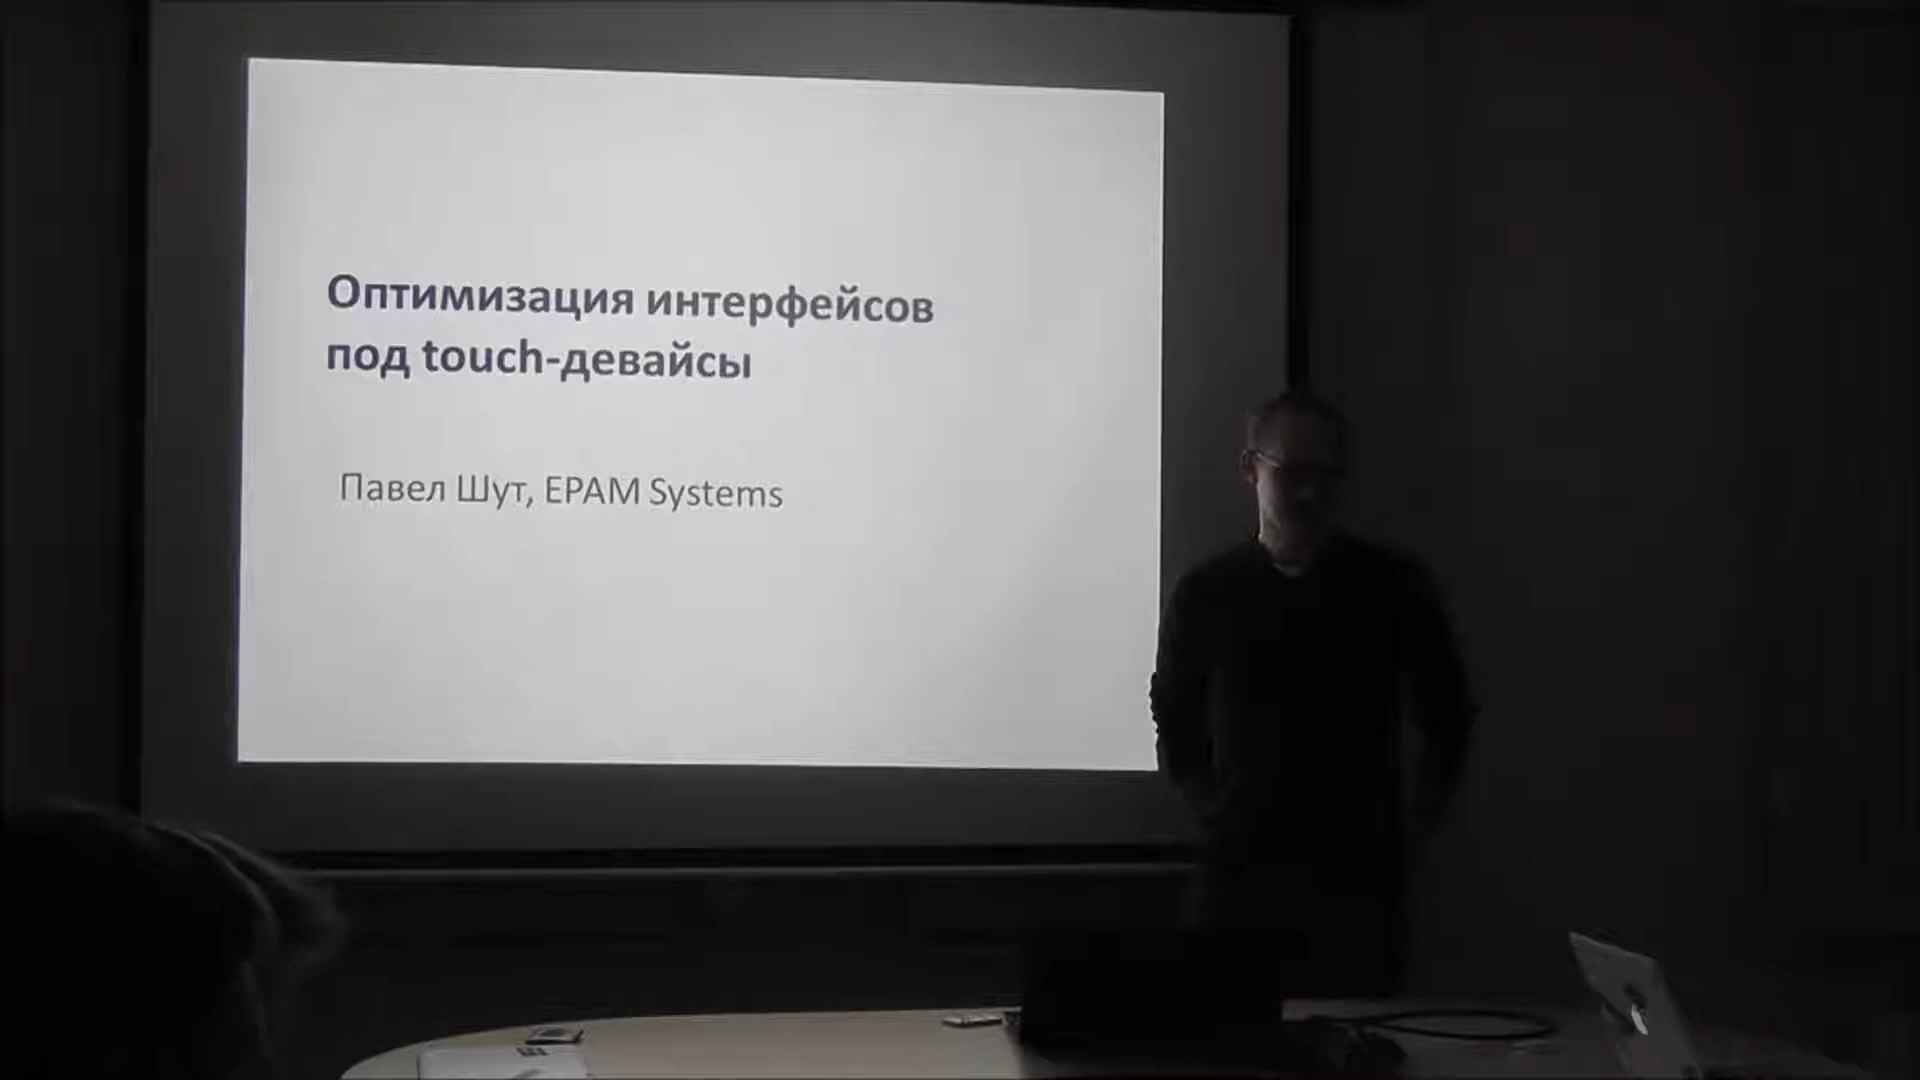 Оптимизация интерфейсов
под touch-девайсы
Павел Шут, EPAM Systems